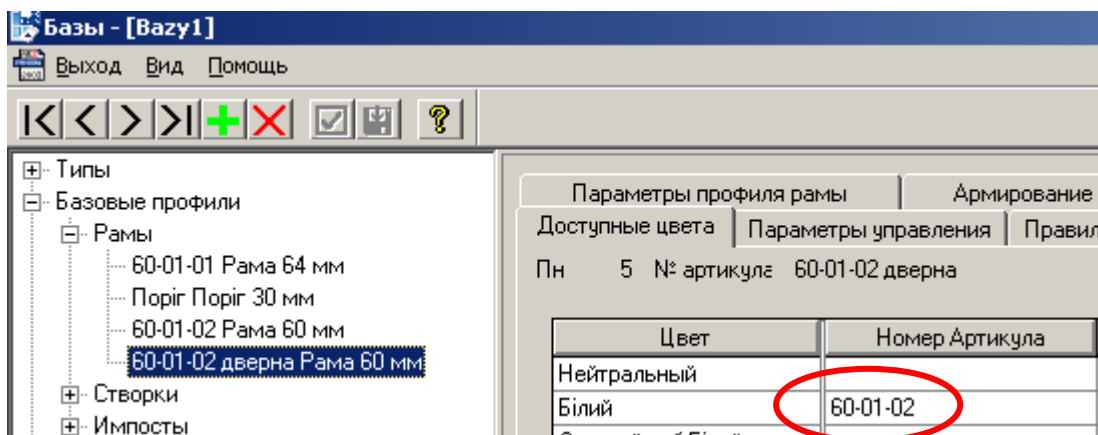 Базы - [Bazy1]
Выход Вид Помощь
Типы
Базовые профили
Рамы
60-01-01 Рама 64 мм
Поріг Поріг 30 мм
60-01-02 Рама 60 мм
60-01-02 дверна Рама 60 мм
Створки
Импосты
Параметры профиля рамы Армирование
Доступные цвета Параметры управления Правил
Пн 5 № артикула 60-01-02 дверна
Цвет Номер Артикула
Нейтральный
Білий 60-01-02